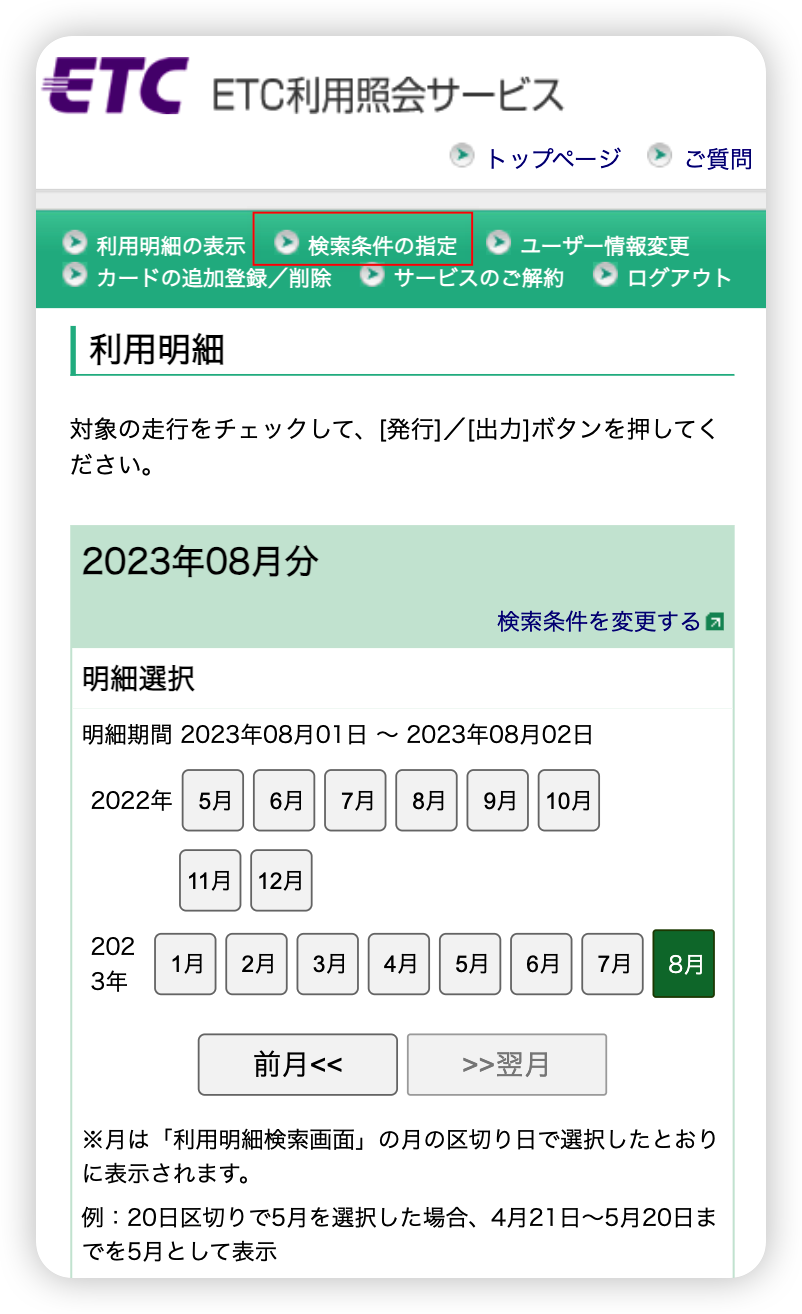 ETC ETC利用照会サービス
トップページ ご質問
利用明細の表示 検索条件の指定 ユーザー情報変更
カードの追加登録／削除 サービスのご解約 ログアウト
利用明細
対象の走行をチェックして、[発行]／[出力]ボタンを押してく
ださい。
2023年08月分
検索条件を変更する
明細選択
明細期間 2023年08月01日 ～ 2023年08月02日
2022年 5月 6月 7月 8月 9月 10月
11月 12月
202
3年 1月 2月 3月 4月 5月 6月 7月 8月
前月<< >>翌月
※月は「利用明細検索画面」の月の区切り日で選択したとおり
に表示されます。
例：20日区切りで5月を選択した場合、4月21日～5月20日ま
でを5月として表示